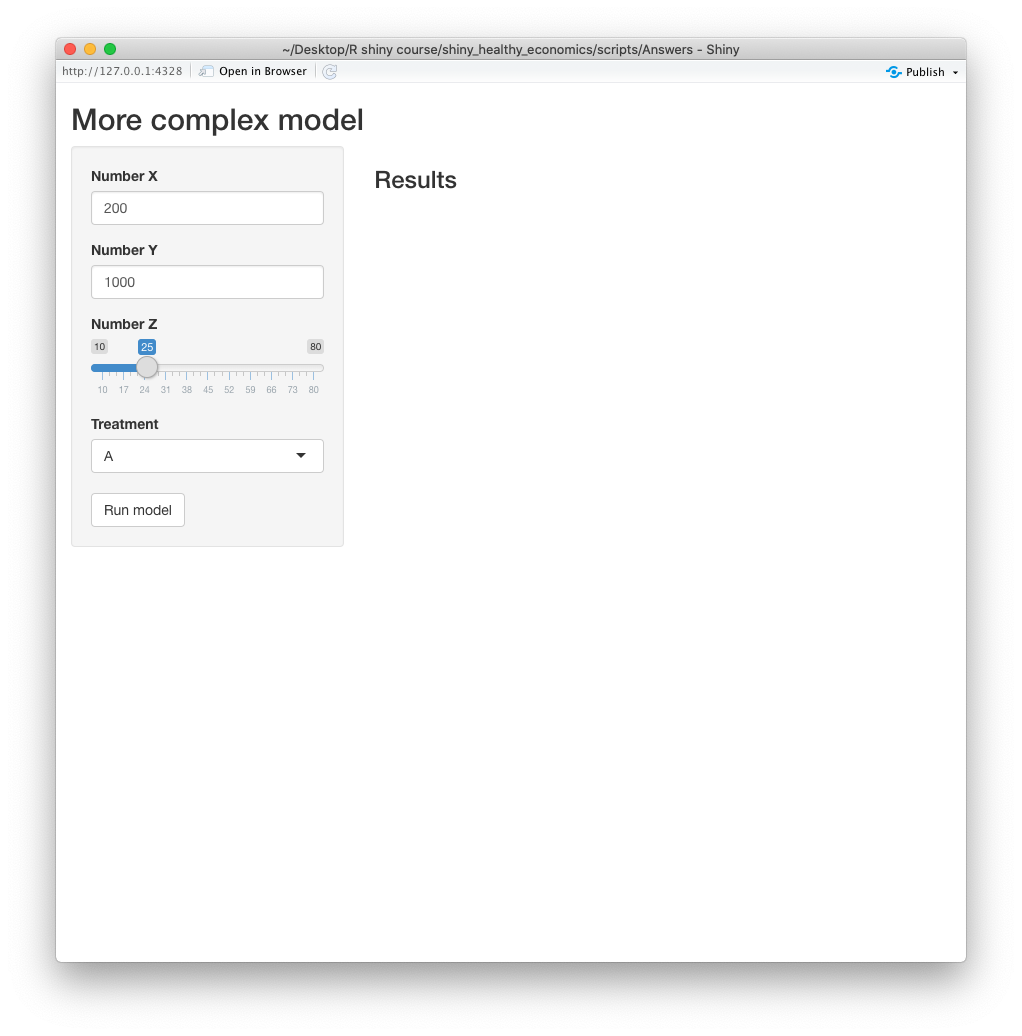 ~/Desktop/R shiny course/shiny_healthy_economics/scripts/Answers - Shiny
http://127.0.0.1:4328 Open in Browser Publish
More complex model
Number X
200
Number Y
1000
Number Z
10 25 80
10 17 24 31 38 45 52 59 66 73 80
Treatment
A
Run model
Results